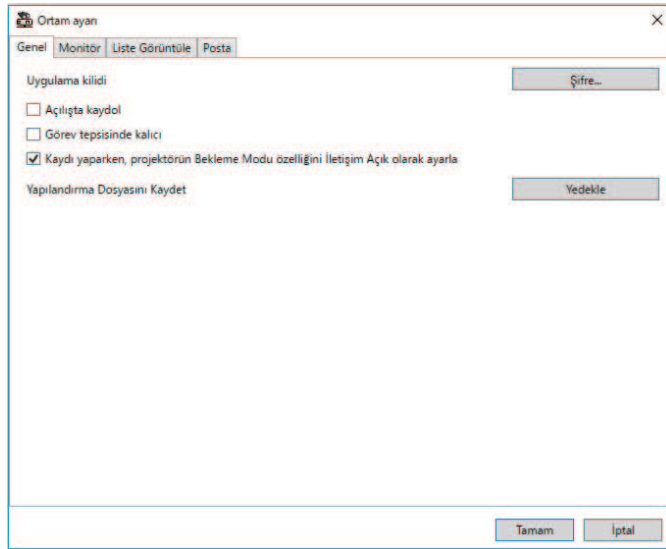 Ortam ayarı
Genel Monitör Liste Görüntüle Posta
Uygulama kilidi Şifre...
Açılışta kaydol
Görev tepsisinde kalıcı
Kaydı yaparken, projektörün Bekleme Modu özelliğini İletişim Açık olarak ayarla
Yapılandırma Dosyasını Kaydet Yedekle
Tamam İptal